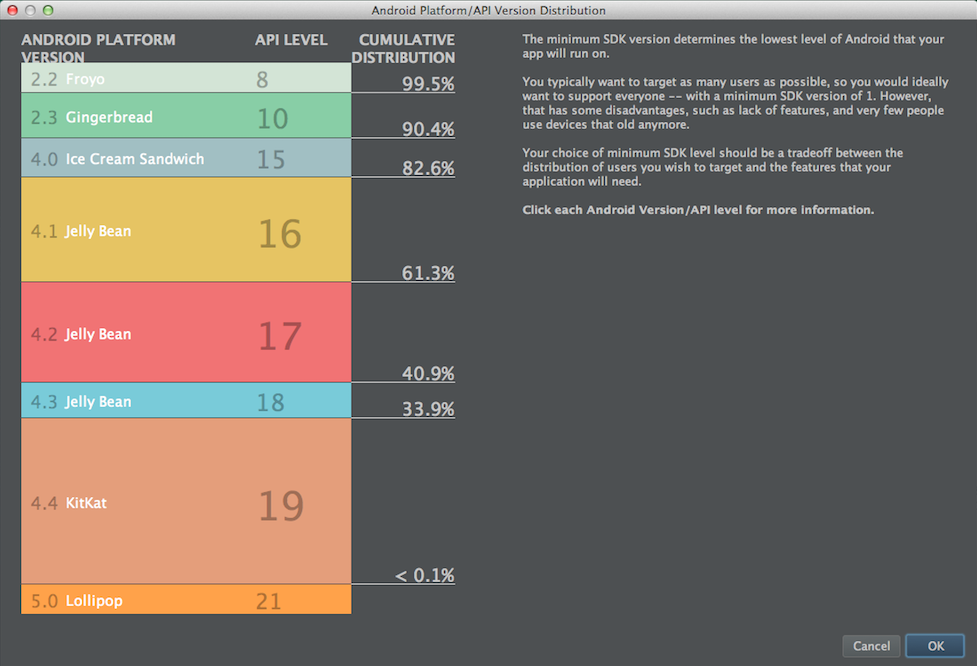 Android Platform/API Version Distribution
ANDROID PLATFORM
VERSION
API LEVEL
CUMULATIVE
DISTRIBUTION
2.2 Froyo
8
99.5%
2.3 Gingerbread
10
90.4%
4.0 Ice Cream Sandwich
15
82.6%
4.1 Jelly Bean
16
61.3%
4.2 Jelly Bean
17
40.9%
4.3 Jelly Bean
18
33.9%
4.4 KitKat
19
< 0.1%
5.0 Lollipop
21
The minimum SDK version determines the lowest level of Android that your
app will run on.
You typically want to target as many users as possible, so you would ideally
want to support everyone -- with a minimum SDK version of 1. However,
that has some disadvantages, such as lack of features, and very few people
use devices that old anymore.
Your choice of minimum SDK level should be a tradeoff between the
distribution of users you wish to target and the features that your
application will need.
Click each Android Version/API level for more information.
Cancel
OK